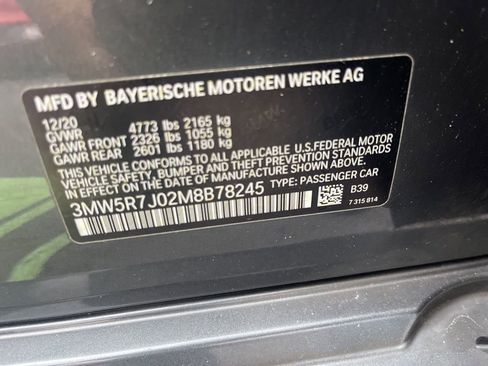 MFD BY BAYERISCHE MOTOREN WERKE AG
12/20
GVWR 4773 lbs 2165 kg
GAWR FRONT 2326 lbs 1055 kg
GAWR REAR 2601 lbs 1180 kg
THIS VEHICLE CONFORMS TO ALL APPLICABLE U.S.FEDERAL MOTOR
VEHICLE SAFETY, BUMPER AND THEFT PREVENTION STANDARDS
IN EFFECT ON THE DATE OF MANUFACTURE SHOWN ABOVE.
3MW5R7J02M8B78245 TYPE: PASSENGER CAR
B39
7 315 814